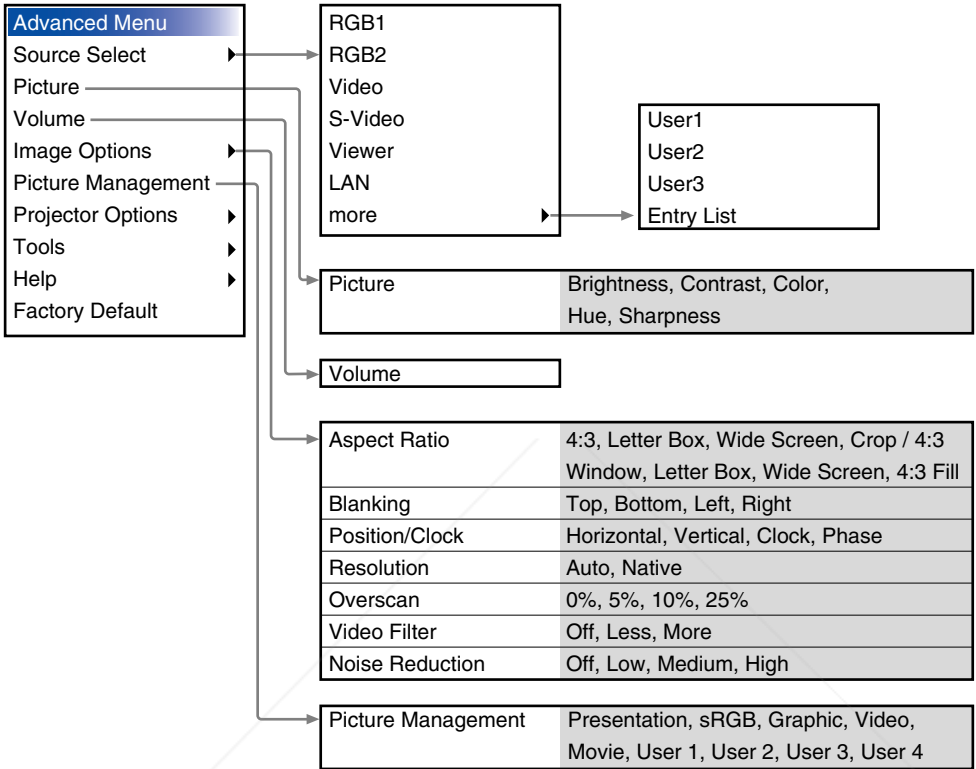 Advanced Menu
Source Select
Picture
Volume
Image Options
Picture Management
Projector Options
Tools
Help
Factory Default
RGB1
RGB2
Video
S-Video
Viewer
LAN
more
User1
User2
User3
Entry List
Picture Brightness, Contrast, Color,
Hue, Sharpness
Volume
Aspect Ratio 4:3, Letter Box, Wide Screen, Crop / 4:3
Window, Letter Box, Wide Screen, 4:3 Fill
Blanking Top, Bottom, Left, Right
Position/Clock Horizontal, Vertical, Clock, Phase
Resolution Auto, Native
Overscan 0%, 5%, 10%, 25%
Video Filter Off, Less, More
Noise Reduction Off, Low, Medium, High
Picture Management Presentation, sRGB, Graphic, Video,
Movie, User 1, User 2, User 3, User 4